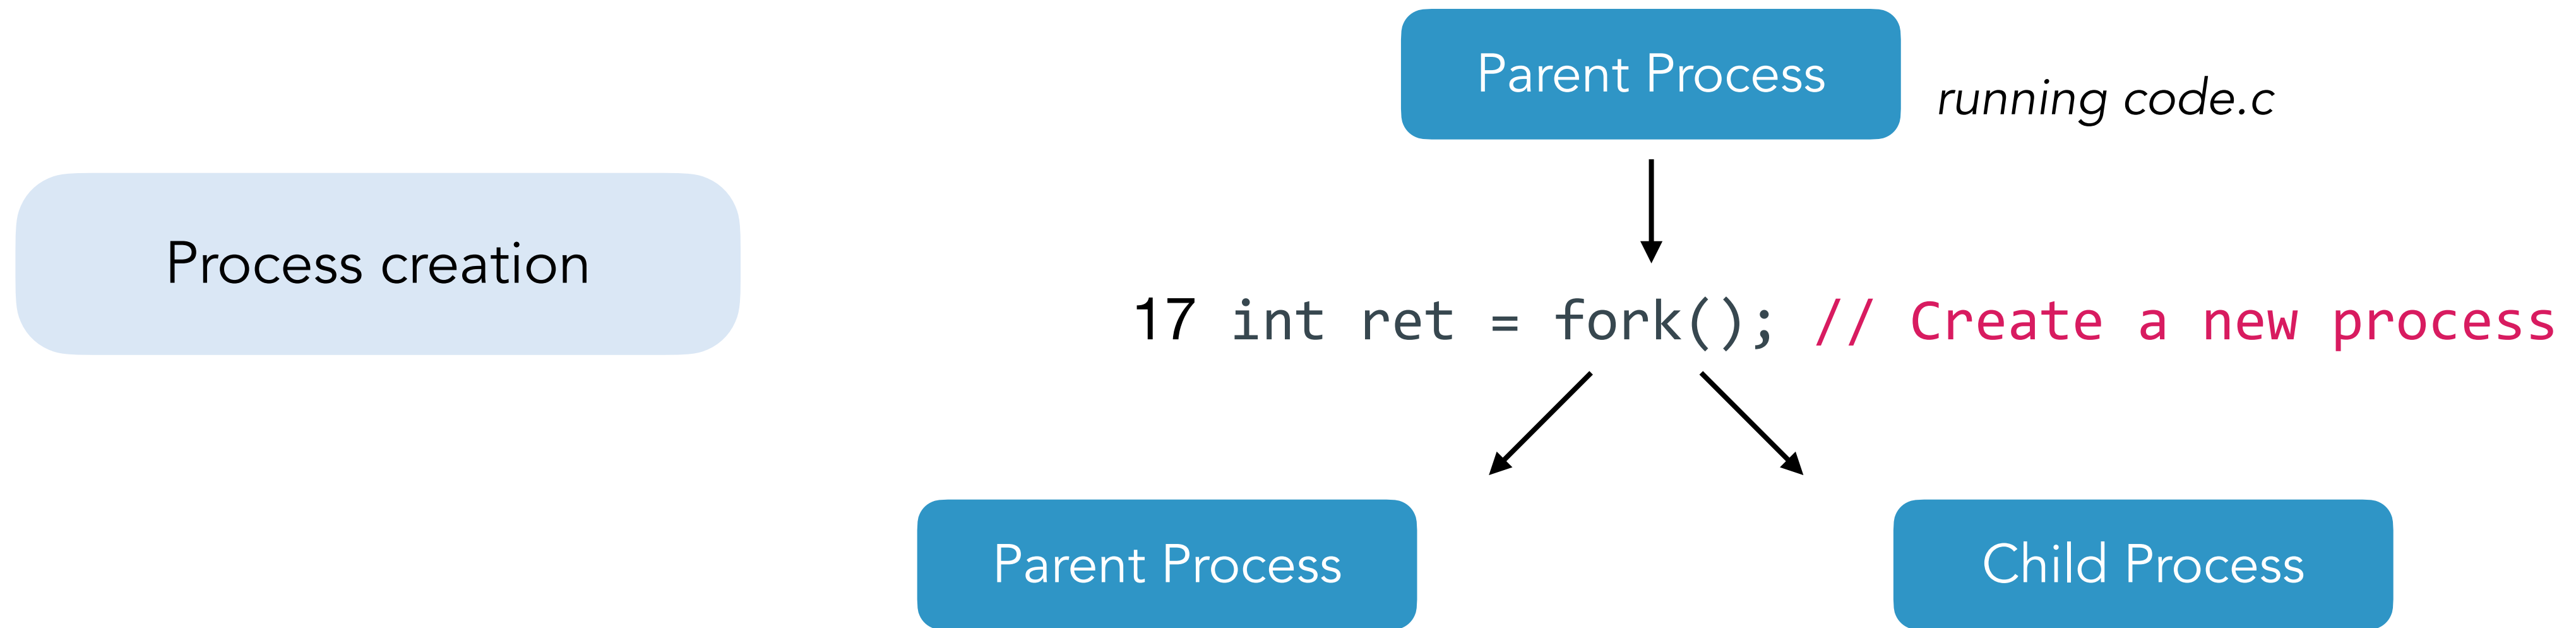 Parent Process
running code.c
Process creation
17 int ret = fork(); // Create a new process
Parent Process
Child Process